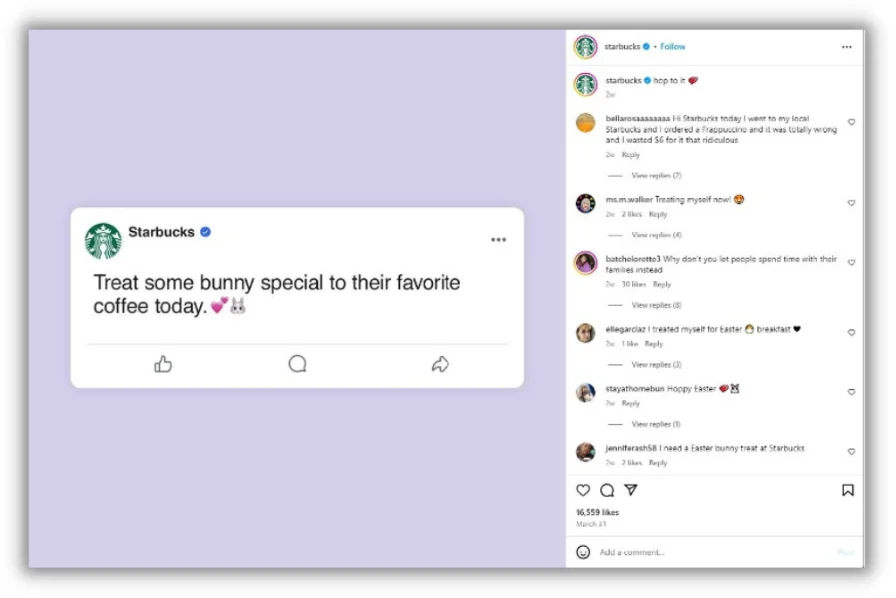 Starbucks
Treat some bunny special to their favorite
coffee today.💕🐰
starbucks • Follow
starbucks hop to it
2w
bellarosaaaaaaaa Hi Starbucks today I went to my local
Starbucks and I ordered a Frappuccino and it was totally wrong
and I wasted $6 for it that ridiculous
2w Reply
View replies (7)
ms.m.walker Treating myself now! 🤩
2w 2 likes Reply
View replies (4)
batchelorette3 Why don't you let people spend time with their
families instead
2w 30 likes Reply
View replies (8)
ellegarciaz I treated myself for Easter 🐣 breakfast 🖤
2w 1 like Reply
View replies (3)
stayathomebun Hoppy Easter
2w Reply
View replies (1)
jenniferash58 I need a Easter bunny treat at Starbucks
2w 2 likes Reply
16,559 likes
March 31
Add a comment...
Post